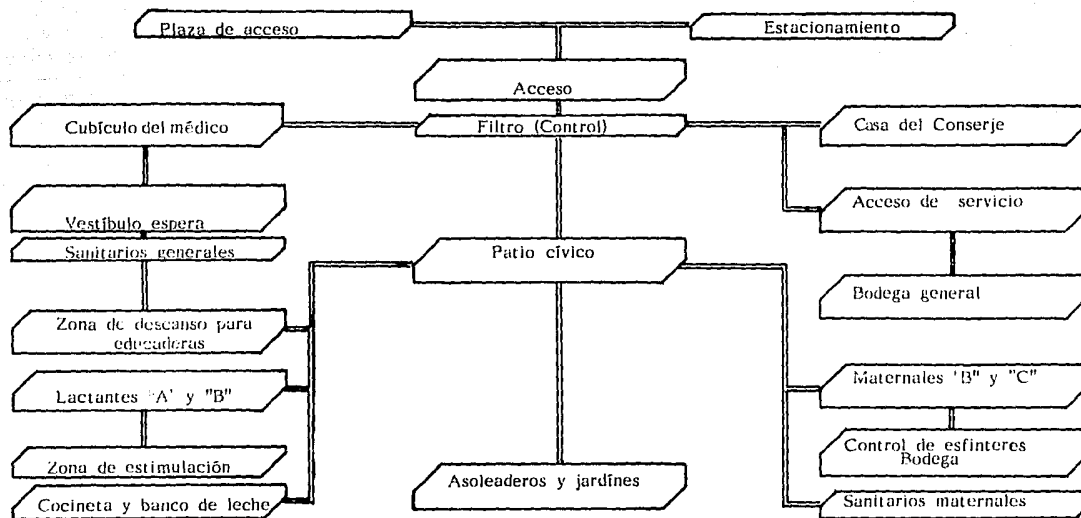 Plaza de acceso
Estacionamiento
Acceso
Cubículo del médico
Filtro (Control)
Casa del Conserje
Vestíbulo espera
Acceso de servicio
Sanitarios generales
Patio cívico
Bodega general
Zona de descanso para
educadoras
Lactantes "A" y "B"
Maternales "B" y "C"
Zona de estimulación
Control de esfinteres
Bodega
Cocineta y banco de leche
Asoleaderos y jardínes
Sanitarios maternales